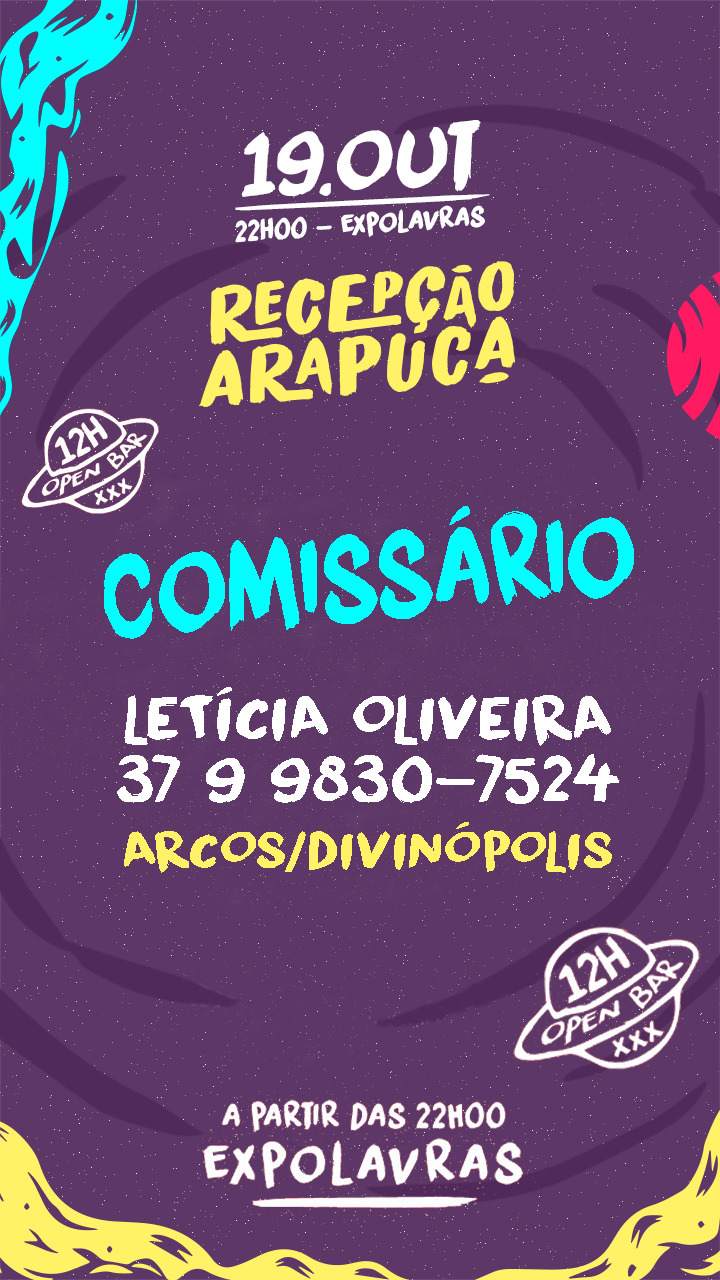 19.OUT
22H00 – EXPOLAVRAS
RECEPÇÃO
ARAPUCA
12H
OPEN BAR
XXX
COMISSÁRIO
LETÍCIA OLIVEIRA
37 9 9830-7524
ARCOS/DIVINÓPOLIS
12H
OPEN BAR
XXX
A PARTIR DAS 22H00
EXPOLAVRAS